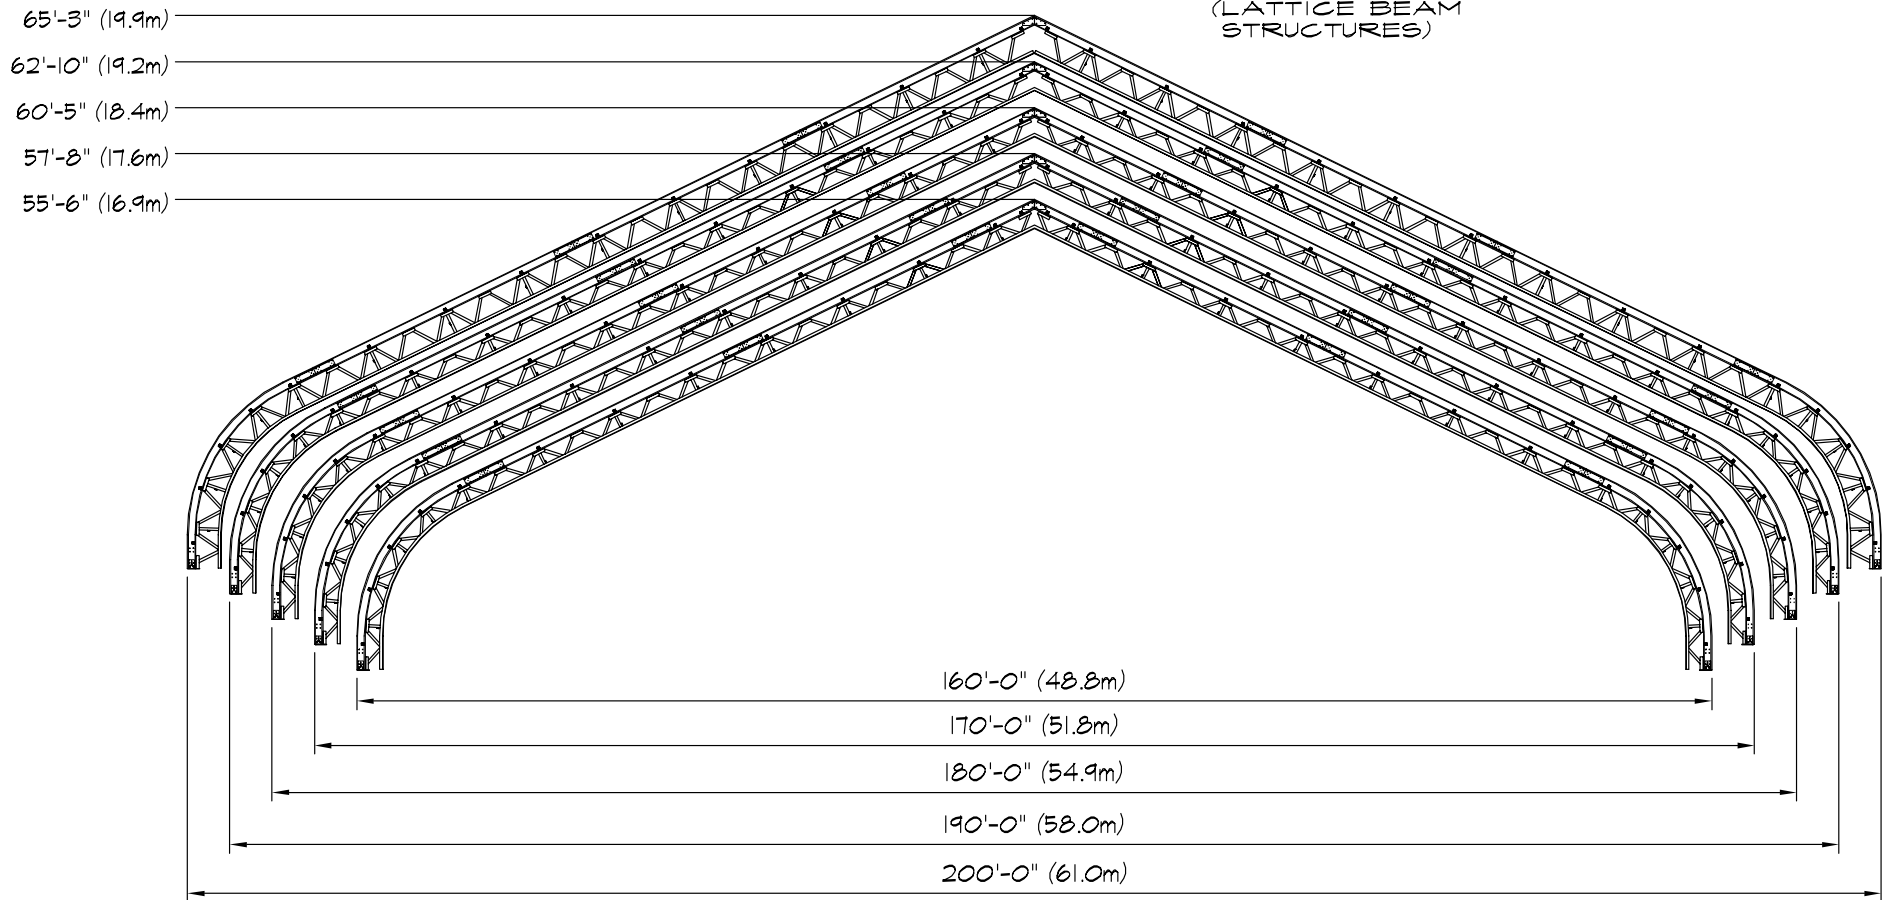 (LATTICE BEAM
STRUCTURES)
65'-3" (19.9m)
62'-10" (19.2m)
60'-5" (18.4m)
57'-8" (17.6m)
55'-6" (16.9m)
160'-0" (48.8m)
170'-0" (51.8m)
180'-0" (54.9m)
190'-0" (58.0m)
200'-0" (61.0m)